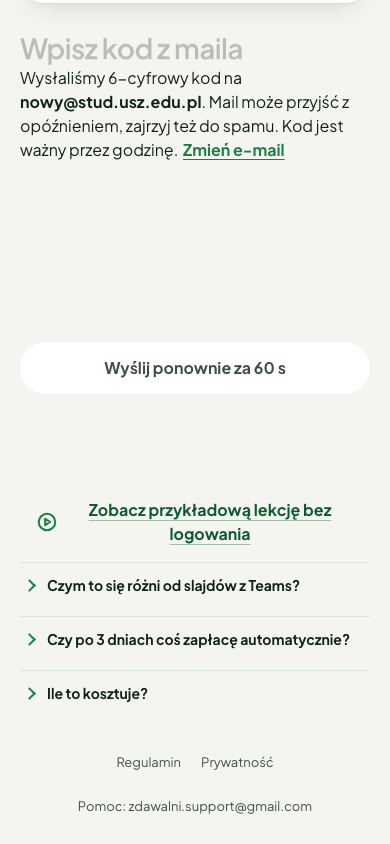 Wpisz kod z maila
Wysłaliśmy 6-cyfrowy kod na
nowy@stud.usz.edu.pl. Mail może przyjść z
opóźnieniem, zajrzyj też do spamu. Kod jest
ważny przez godzinę. Zmień e-mail
Wyślij ponownie za 60 s
Zobacz przykładową lekcję bez
logowania
Czym to się różni od slajdów z Teams?
Czy po 3 dniach coś zapłacę automatycznie?
Ile to kosztuje?
Regulamin Prywatność
Pomoc: zdawalni.support@gmail.com